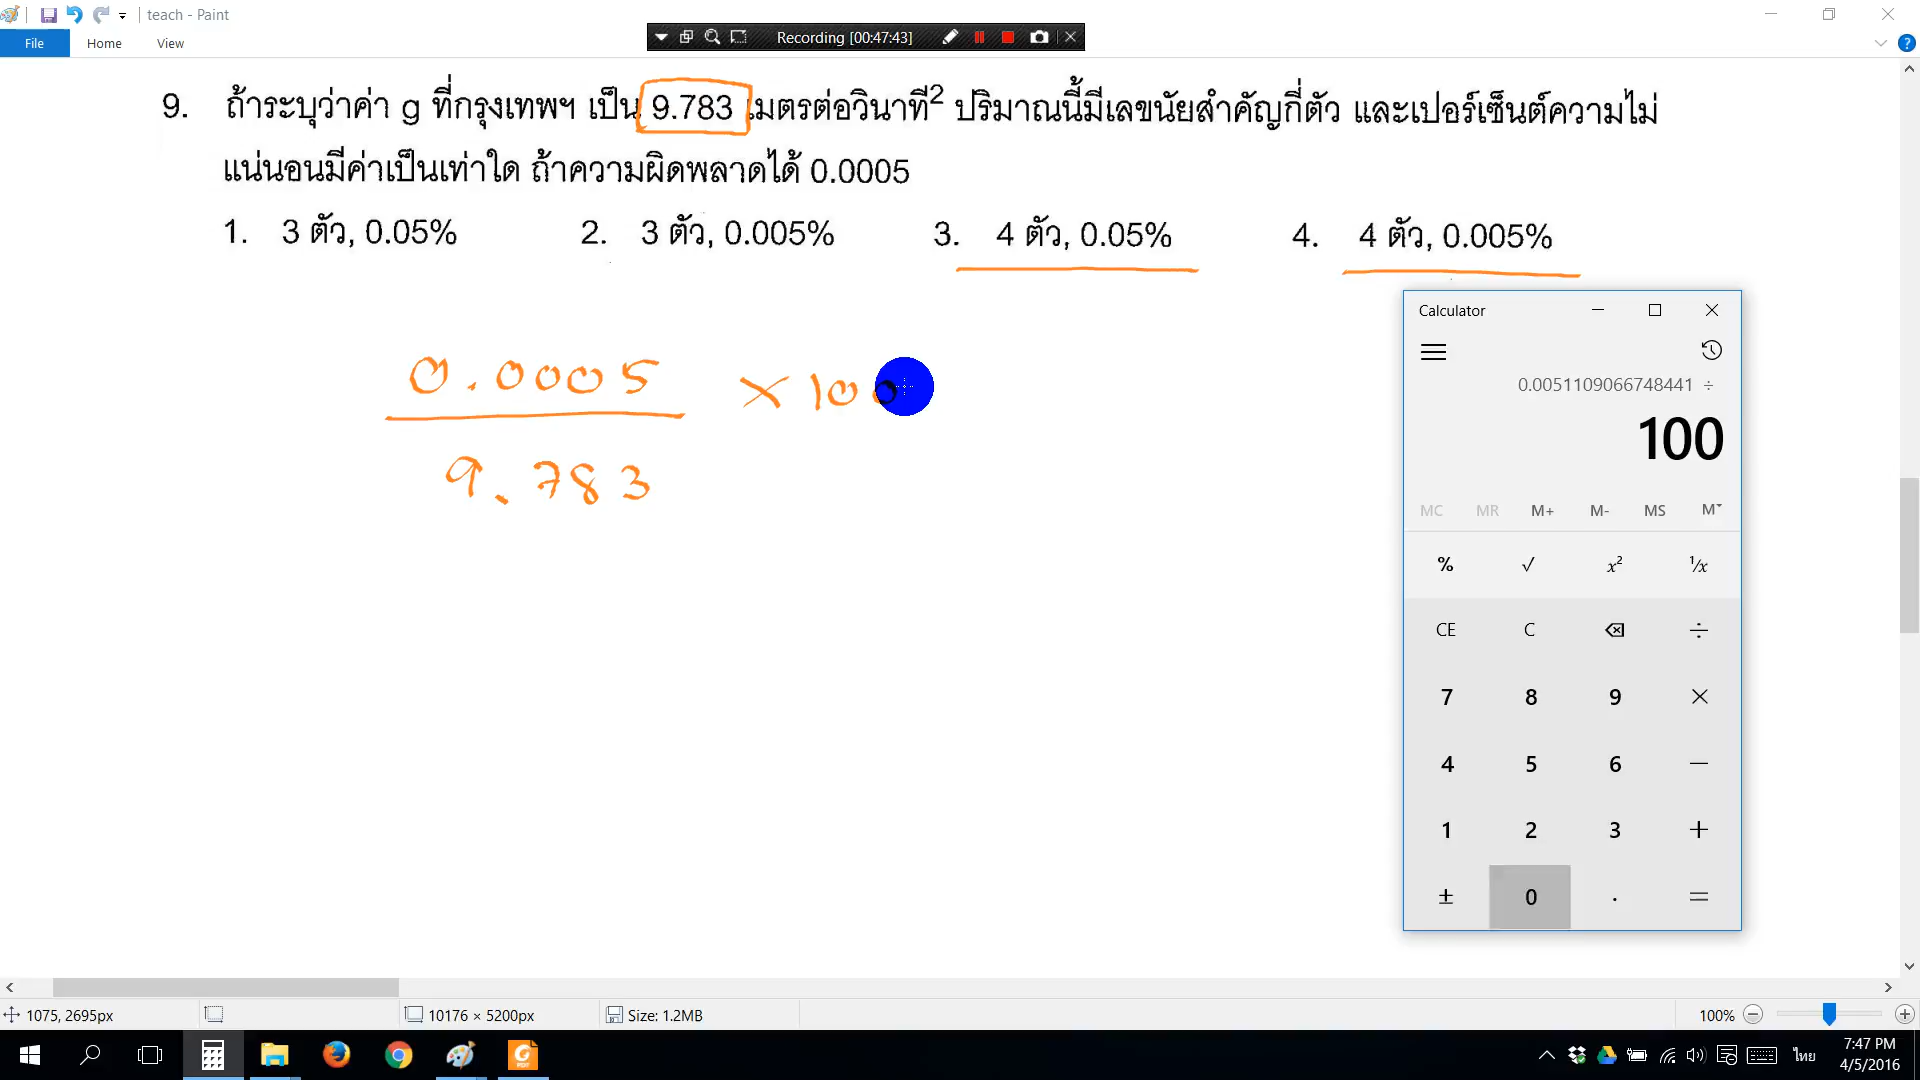 teach - Paint
Recording [00:47:43]
File Home View
9. ถ้าระบุว่าค่า g ที่กรุงเทพฯ เป็น 9.783 เมตรต่อวินาที² ปริมาณนี้มีเลขนัยสำคัญกี่ตัว และเปอร์เซ็นต์ความไม่
แน่นอนมีค่าเป็นเท่าใด ถ้าความผิดพลาดได้ 0.0005
1. 3 ตัว, 0.05% 2. 3 ตัว, 0.005% 3. 4 ตัว, 0.05% 4. 4 ตัว, 0.005%
0.0005 × 100
9.783
Calculator
0.0051109066748441 ÷
100
MC MR M+ M- MS M˅
% √ x² ¹/x
CE C ÷
7 8 9 ×
4 5 6 −
1 2 3 +
± 0 . =
1075, 2695px 10176 × 5200px Size: 1.2MB 100%
ไทย 7:47 PM
4/5/2016